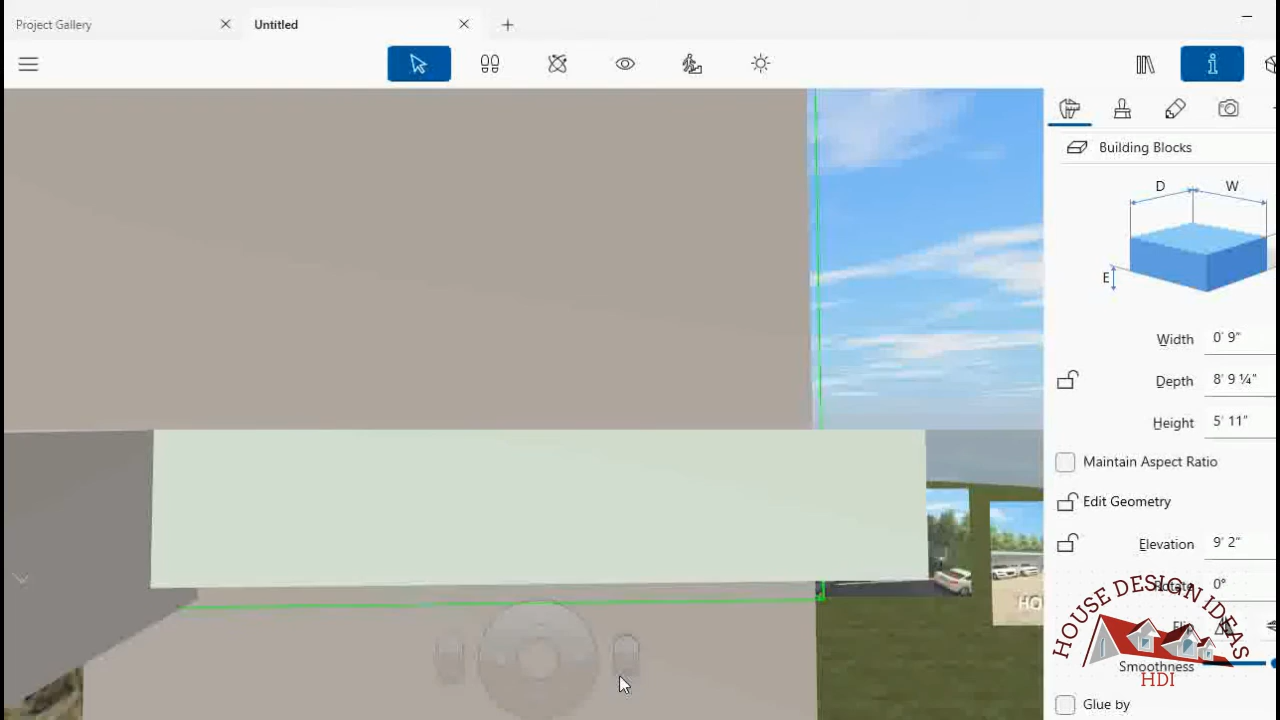 Project Gallery
Untitled
Building Blocks
D
W
E
Width 0' 9"
Depth 8' 9 ¼"
Height 5' 11"
Maintain Aspect Ratio
Edit Geometry
Elevation 9' 2"
Rotate 0°
HOUSE DESIGN IDEAS
HDI
Smoothness
Glue by